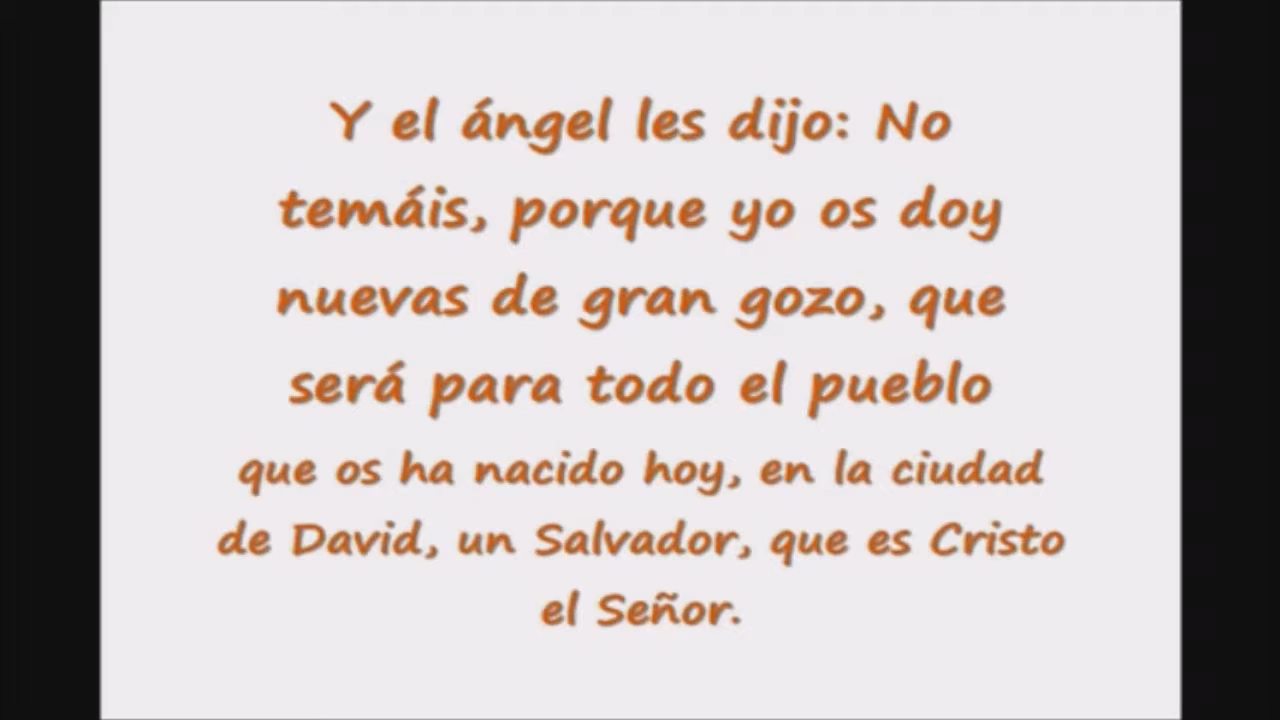 Y el ángel les dijo: No
temáis, porque yo os doy
nuevas de gran gozo, que
será para todo el pueblo
que os ha nacido hoy, en la ciudad
de David, un Salvador, que es Cristo
el Señor.